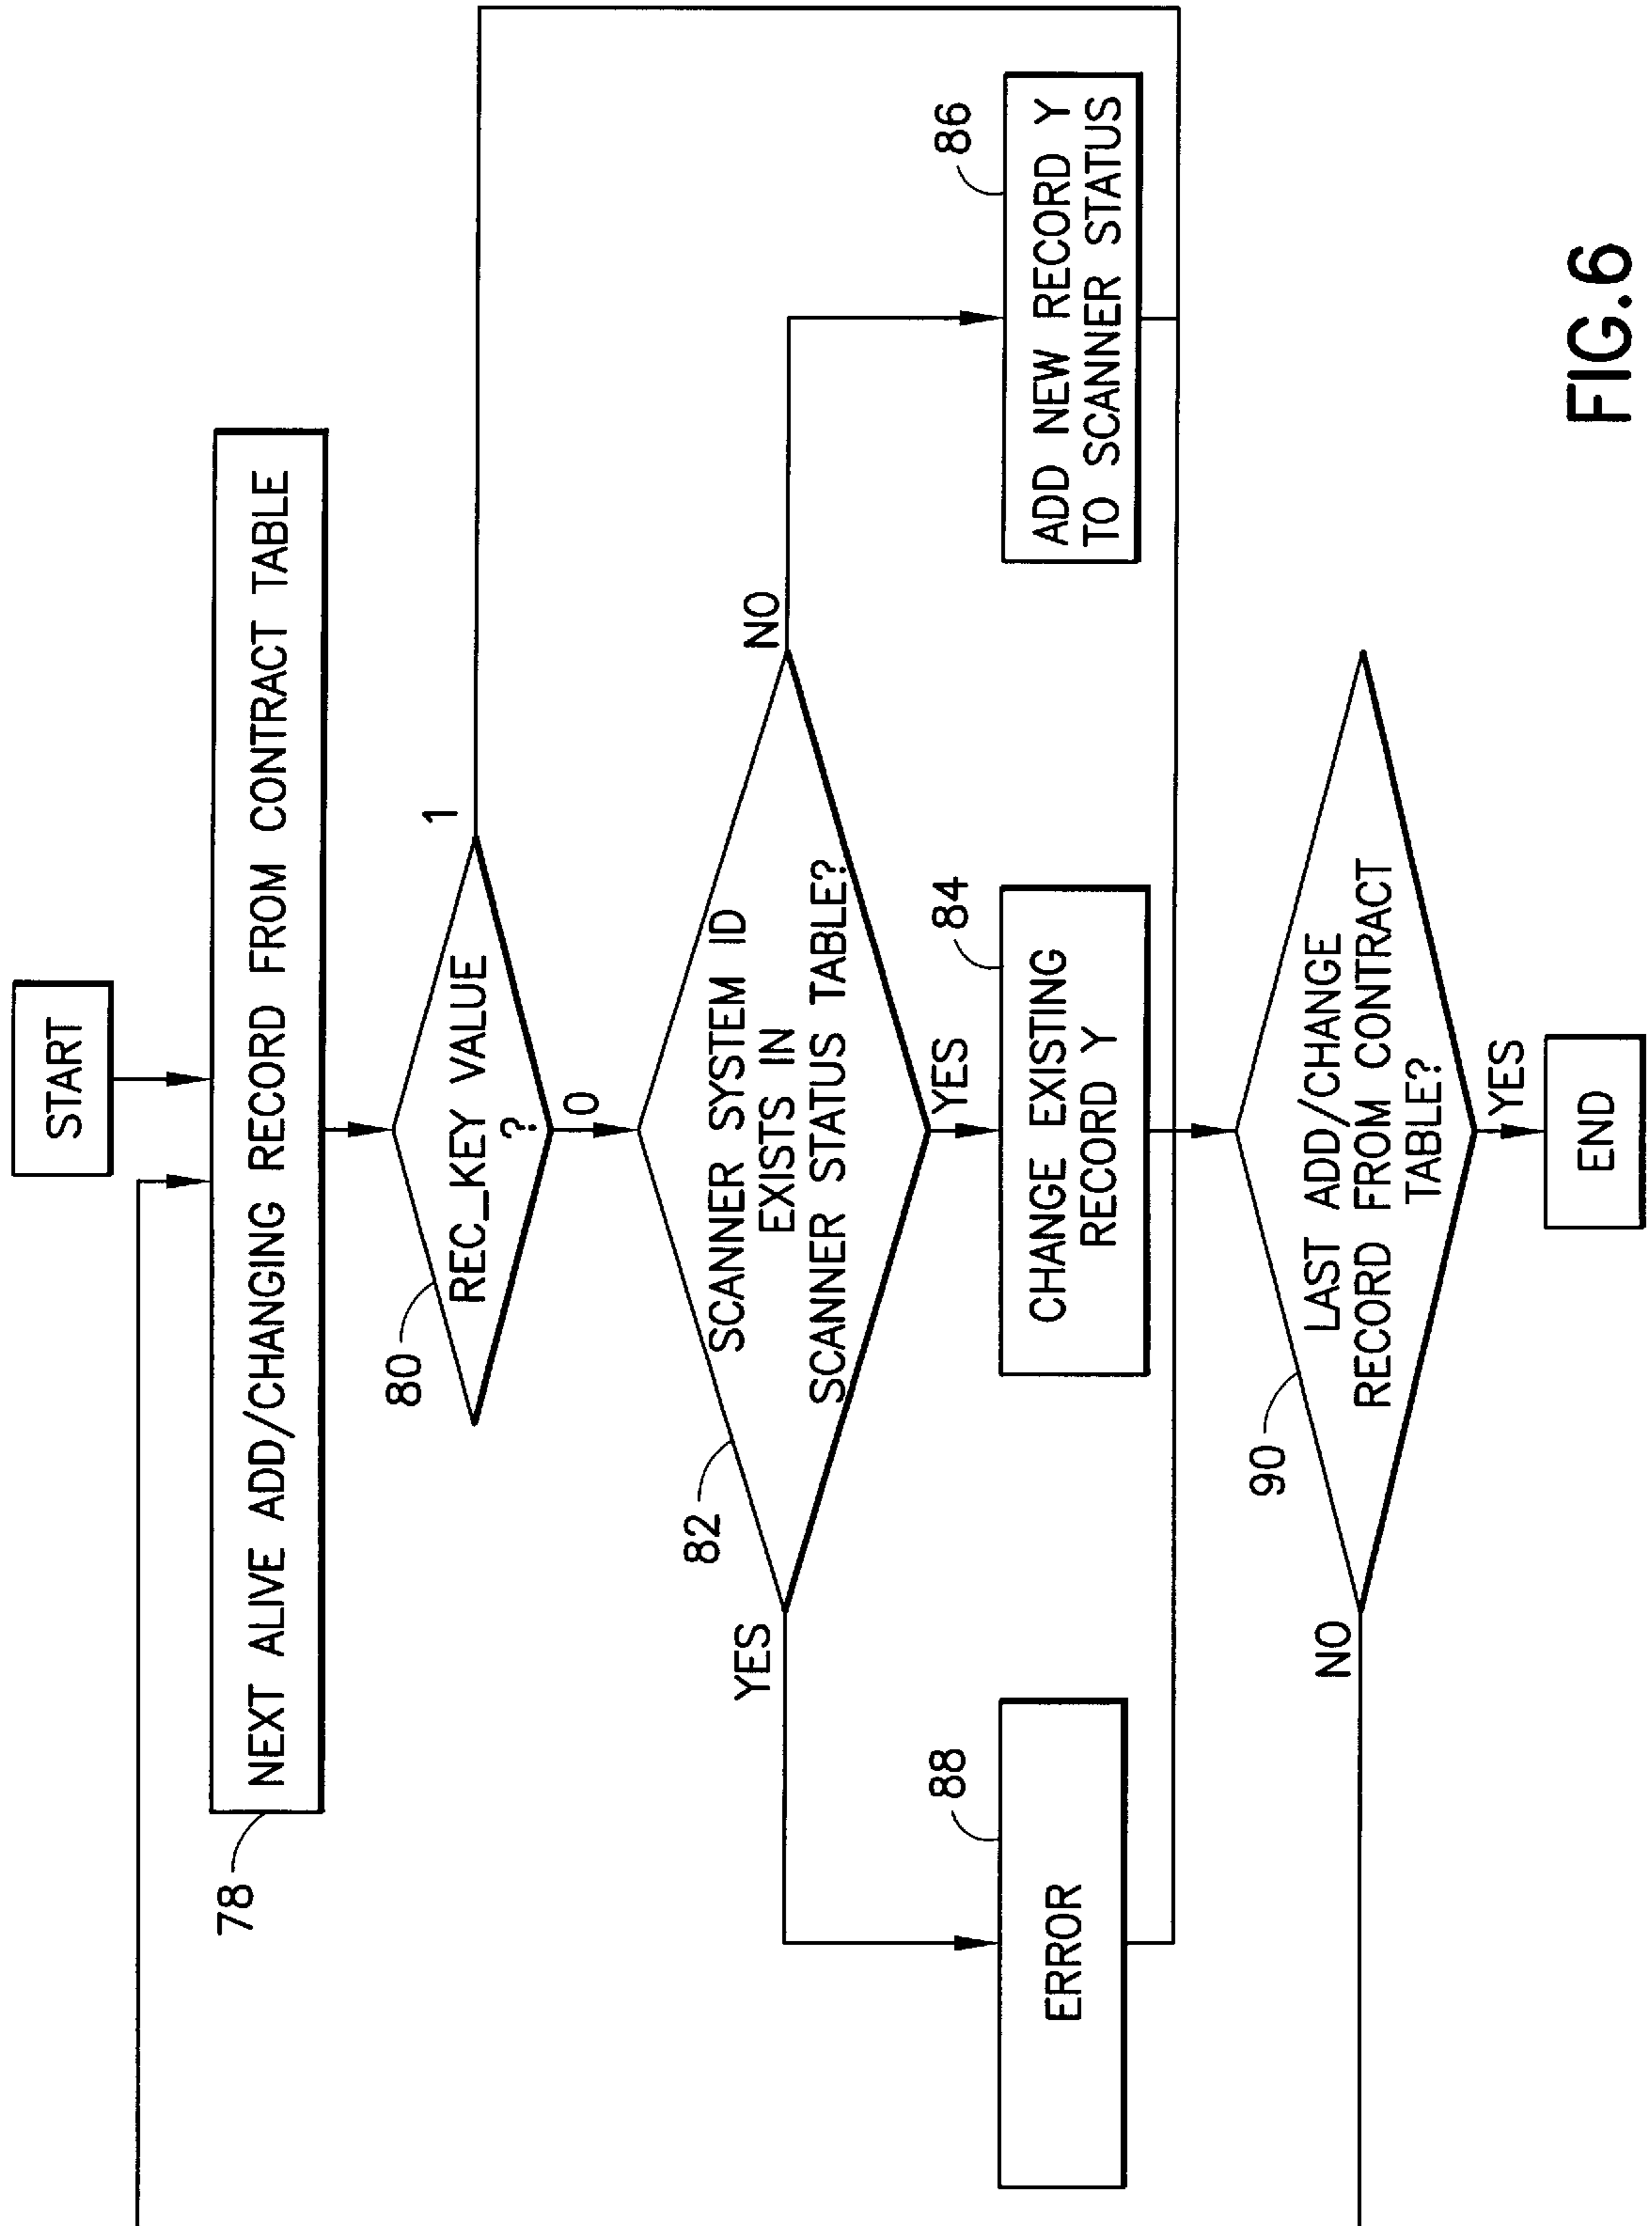 START
78
NEXT ALIVE ADD/CHANGING RECORD FROM CONTRACT TABLE
80
REC_KEY VALUE
?
1
0
82
SCANNER SYSTEM ID
EXISTS IN
SCANNER STATUS TABLE?
YES
NO
YES
88
ERROR
84
CHANGE EXISTING
RECORD Y
86
ADD NEW RECORD Y
TO SCANNER STATUS
90
LAST ADD/CHANGE
RECORD FROM CONTRACT
TABLE?
NO
YES
END
FIG.6